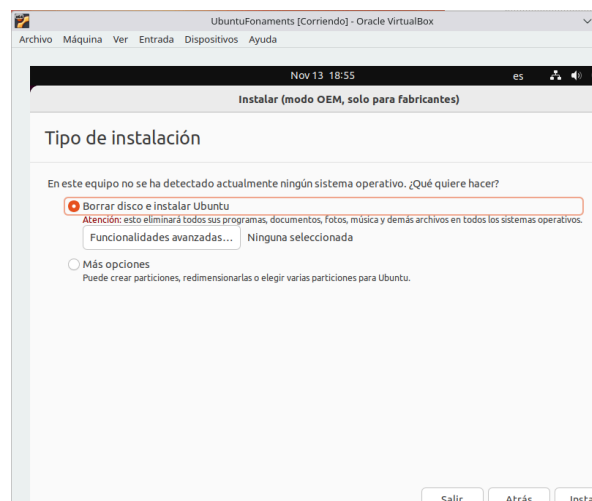 UbuntuFonaments [Corriendo] - Oracle VirtualBox
Archivo Máquina Ver Entrada Dispositivos Ayuda
Nov 13 18:55 es
Instalar (modo OEM, solo para fabricantes)
Tipo de instalación
En este equipo no se ha detectado actualmente ningún sistema operativo. ¿Qué quiere hacer?
Borrar disco e instalar Ubuntu
Atención: esto eliminará todos sus programas, documentos, fotos, música y demás archivos en todos los sistemas operativos.
Funcionalidades avanzadas... Ninguna seleccionada
Más opciones
Puede crear particiones, redimensionarlas o elegir varias particiones para Ubuntu.
Salir Atrás Insta